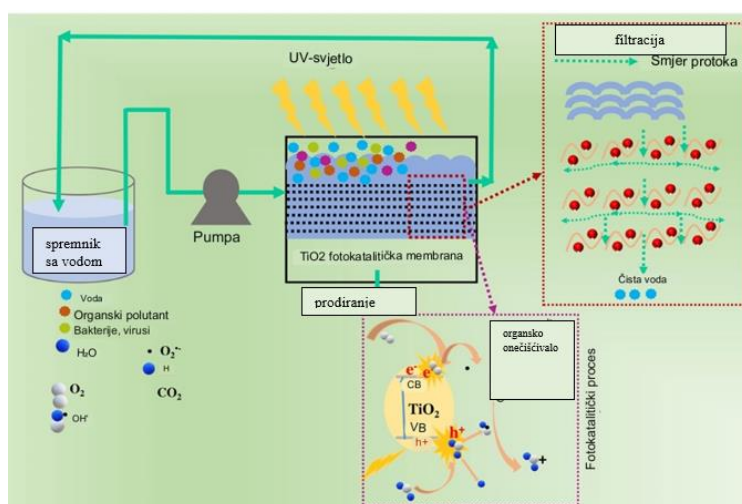 filtracija
Smjer protoka
UV-svjetlo
spremnik
sa vodom
Pumpa
TiO2 fotokatalitička membrana
Čista voda
prodiranje
Voda
Organski polutant
Bakterije, virusi
H₂O
O₂•-
H
O₂
CO₂
OH•
organsko
onečišćivalo
e- e-
CB
TiO₂
VB
h+
h+
+
Fotokatalitički proces